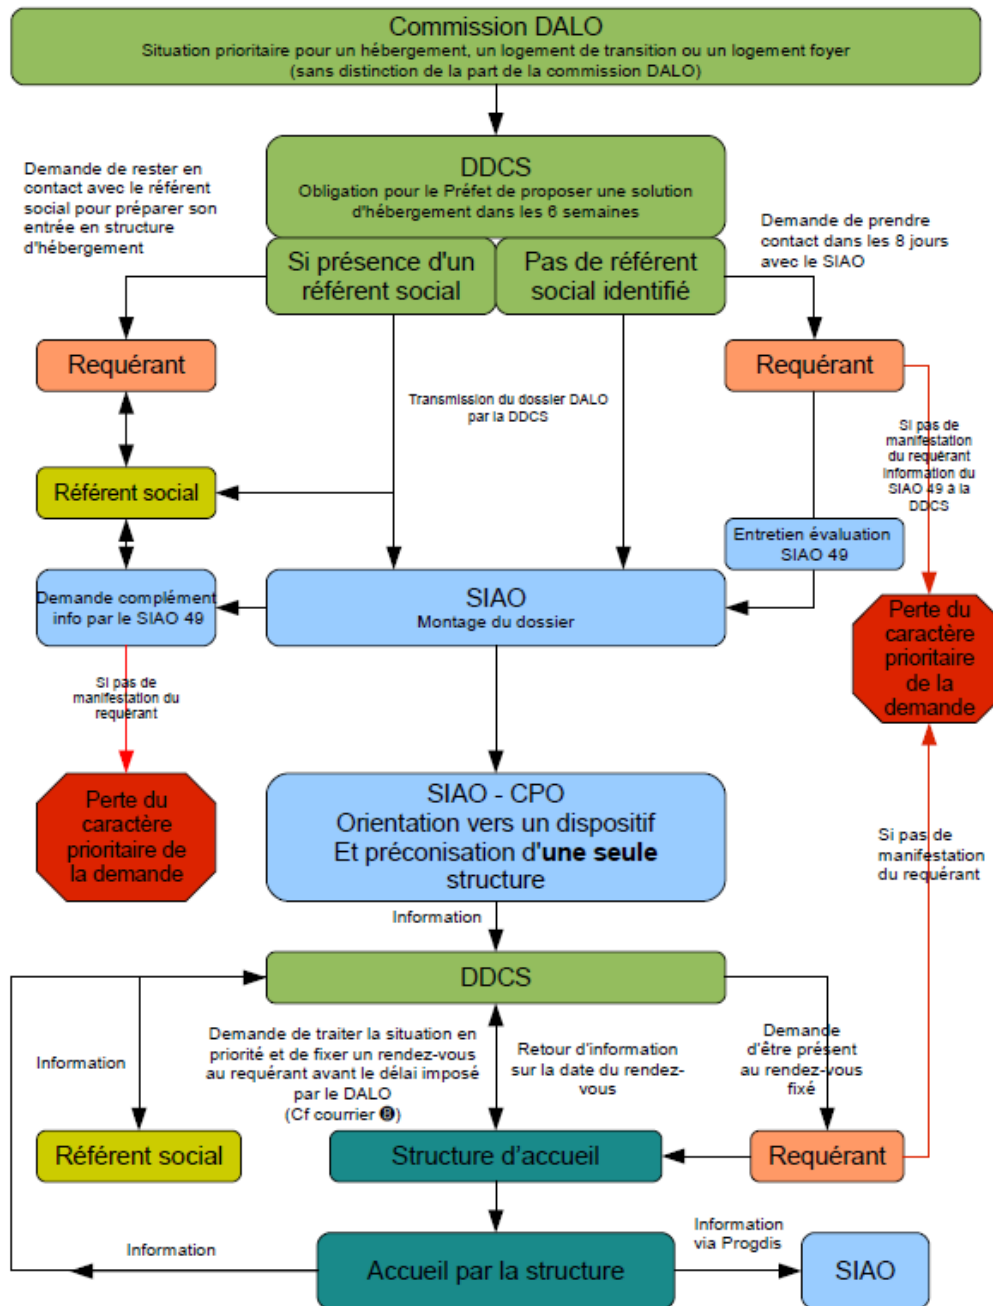 Commission DALO
Situation prioritaire pour un hébergement, un logement de transition ou un logement foyer
(sans distinction de la part de la commission DALO)
DDCS
Obligation pour le Préfet de proposer une solution
d'hébergement dans les 6 semaines
Demande de rester en
contact avec le référent
social pour préparer son
entrée en structure
d'hébergement
Demande de prendre
contact dans les 8 jours
avec le SIAO
Si présence d'un
référent social
Pas de référent
social identifié
Requérant
Requérant
Transmission du dossier DALO
par la DDCS
Si pas de
manifestation
du requérant
Information du
SIAO 49 à la
DDCS
Référent social
Entretien évaluation
SIAO 49
Demande complément
info par le SIAO 49
SIAO
Montage du dossier
Perte du
caractère
prioritaire
de la
demande
Si pas de
manifestation du
requérant
Perte du
caractère
prioritaire de
la demande
SIAO - CPO
Orientation vers un dispositif
Et préconisation d'une seule
structure
Si pas de
manifestation
du requérant
Information
DDCS
Information
Demande de traiter la situation en
priorité et de fixer un rendez-vous
au requérant avant le délai imposé
par le DALO
(Cf courrier ❽)
Retour d'information
sur la date du rendez-
vous
Demande
d'être présent
au rendez-vous
fixé
Référent social
Structure d’accueil
Requérant
Information
Accueil par la structure
Information
via Progdis
SIAO